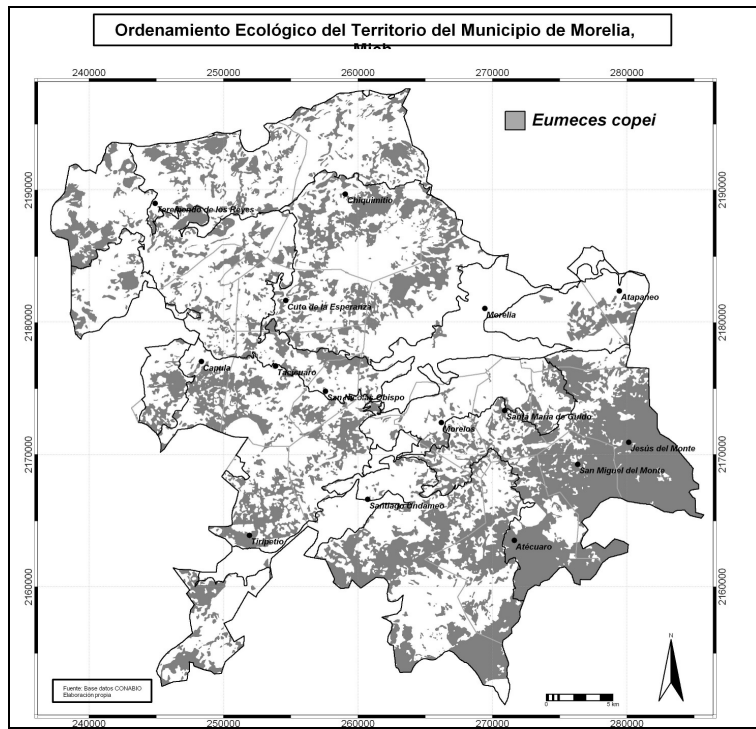 Ordenamiento Ecológico del Territorio del Municipio de Morelia,
Mich.
240000 250000 260000 270000 280000
Eumeces copei
2190000 2190000
Chiquimitio
Teremendo de los Reyes
Atapaneo
Cuto de la Esperanza
Morelia
2180000 2180000
Capula
Tacícuaro
San Nicolás Obispo
Santa María de Guido
Morelos
Jesús del Monte
2170000 2170000
San Miguel del Monte
Santiago Undameo
Tiripetío
Atécuaro
2160000 2160000
N
Fuente: Base datos CONABIO
Elaboración propia
0 5 km
240000 250000 260000 270000 280000